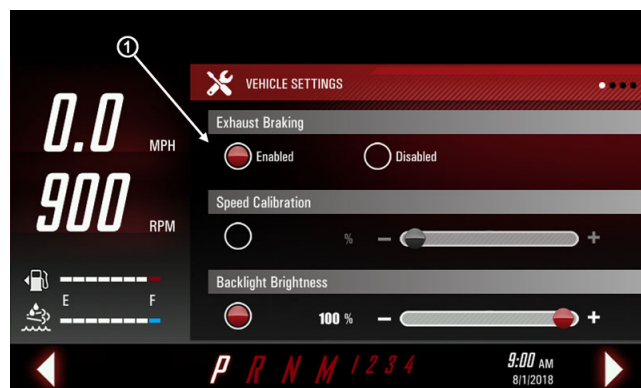 1
VEHICLE SETTINGS
0.0 MPH
Exhaust Braking
Enabled Disabled
900 RPM
Speed Calibration
% – +
E F
Backlight Brightness
100 % – +
P R N M 1 2 3 4
9:00 AM
8/1/2018